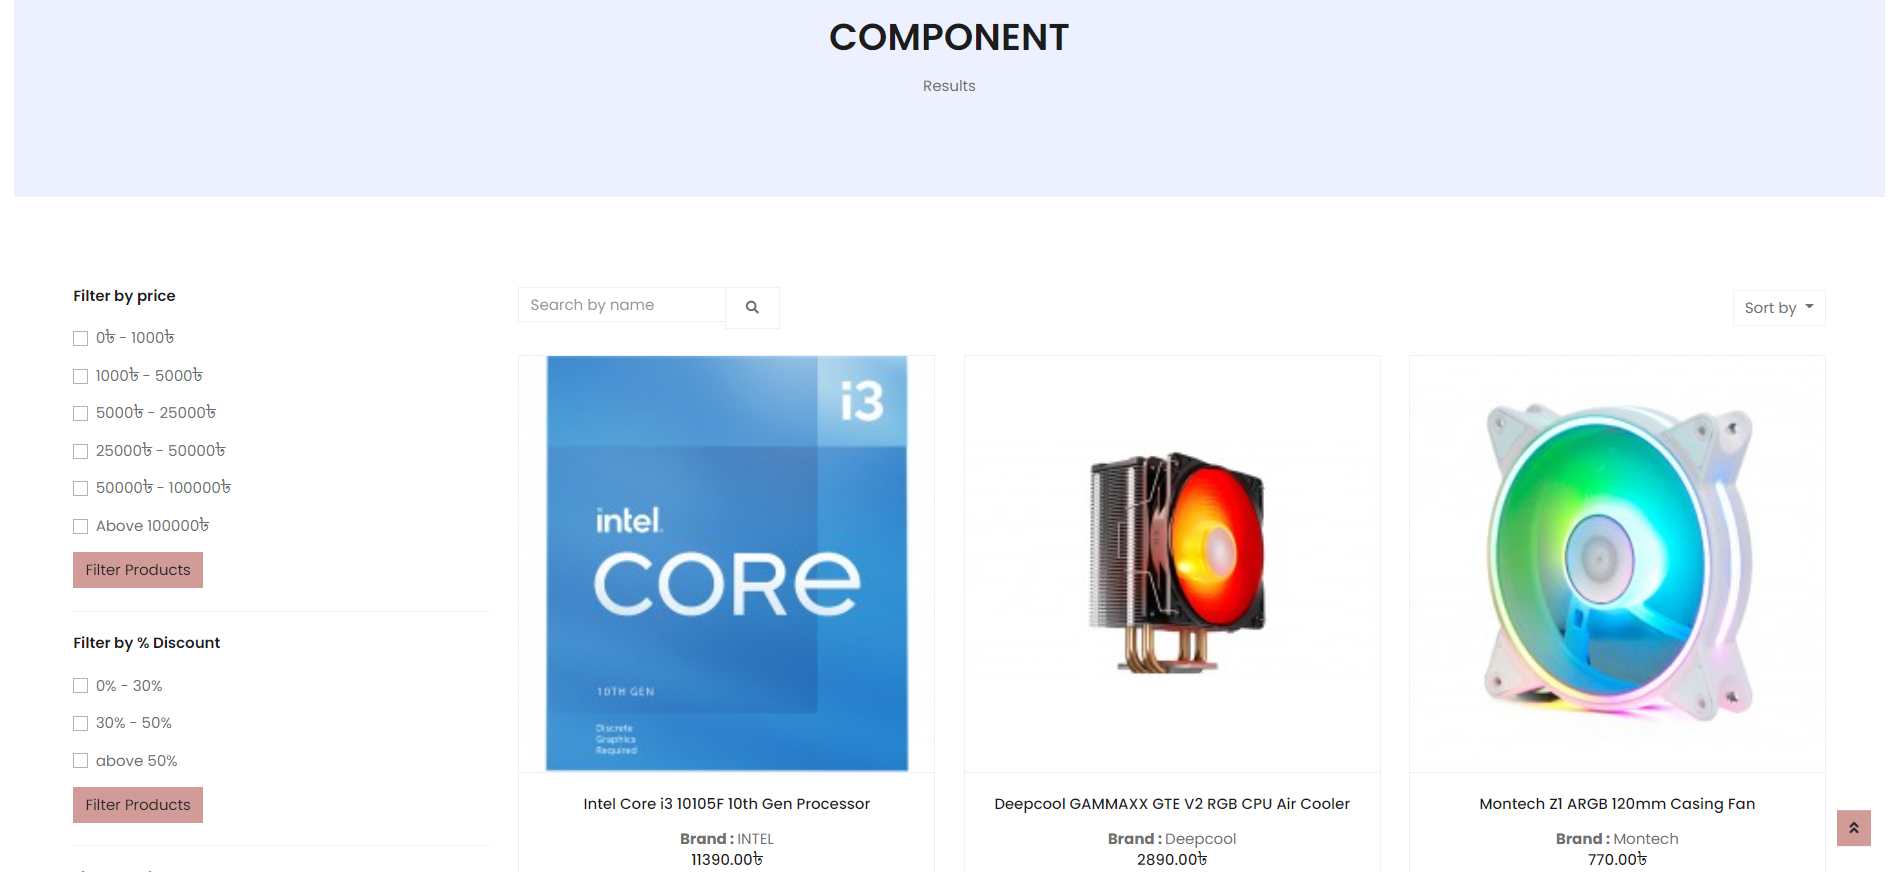 COMPONENT
Results
Filter by price
0৳ - 1000৳
1000৳ - 5000৳
5000৳ - 25000৳
25000৳ - 50000৳
50000৳ - 100000৳
Above 100000৳
Filter Products
Filter by % Discount
0% - 30%
30% - 50%
above 50%
Filter Products
Search by name
Sort by
i3
intel.
CORE
10TH GEN
Discrete
Graphics
Required
Intel Core i3 10105F 10th Gen Processor
Brand : INTEL
11390.00৳
Deepcool GAMMAXX GTE V2 RGB CPU Air Cooler
Brand : Deepcool
2890.00৳
Montech Z1 ARGB 120mm Casing Fan
Brand : Montech
770.00৳